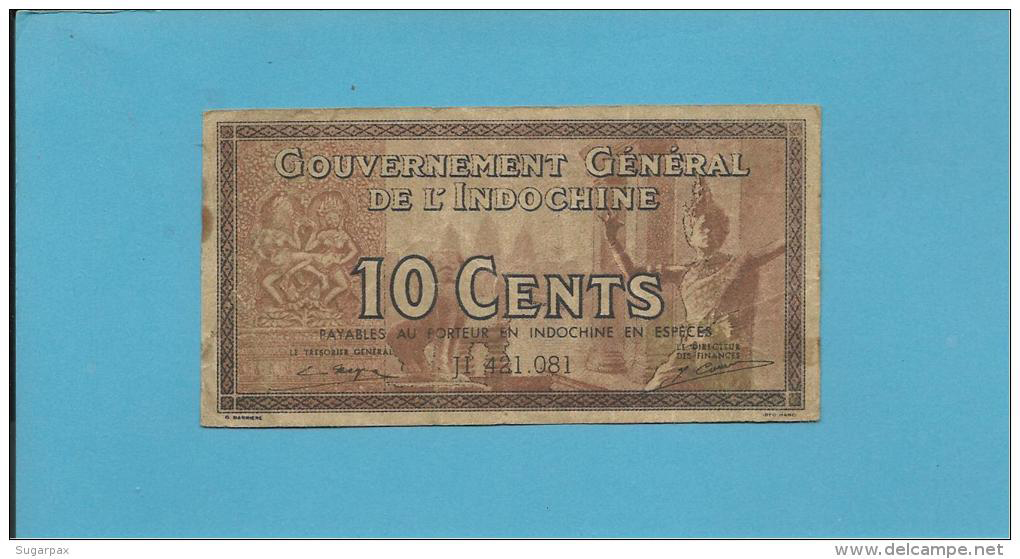 GOUVERNEMENT GÉNÉRAL
DE L'INDOCHINE
10 CENTS
PAYABLES AU PORTEUR EN INDOCHINE EN ESPÈCES
LE TRÉSORIER GÉNÉRAL
LE DIRECTEUR
DES FINANCES
JI 421.081
G. BARRIÈRE
Sugarpax
www.delcampe.net